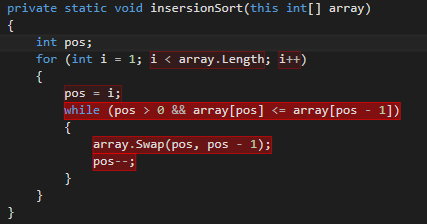 private static void insersionSort(this int[] array)
{
int pos;
for (int i = 1; i < array.Length; i++)
{
pos = i;
while (pos > 0 && array[pos] <= array[pos - 1])
{
array.Swap(pos, pos - 1);
pos--;
}
}
}